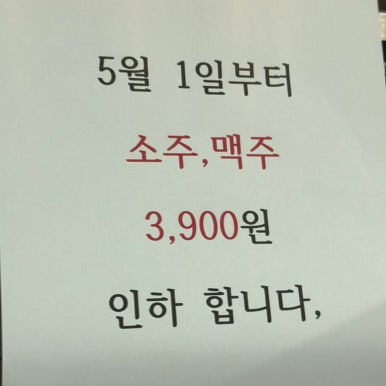 5월 1일부터
소주,맥주
3,900원
인하 합니다,